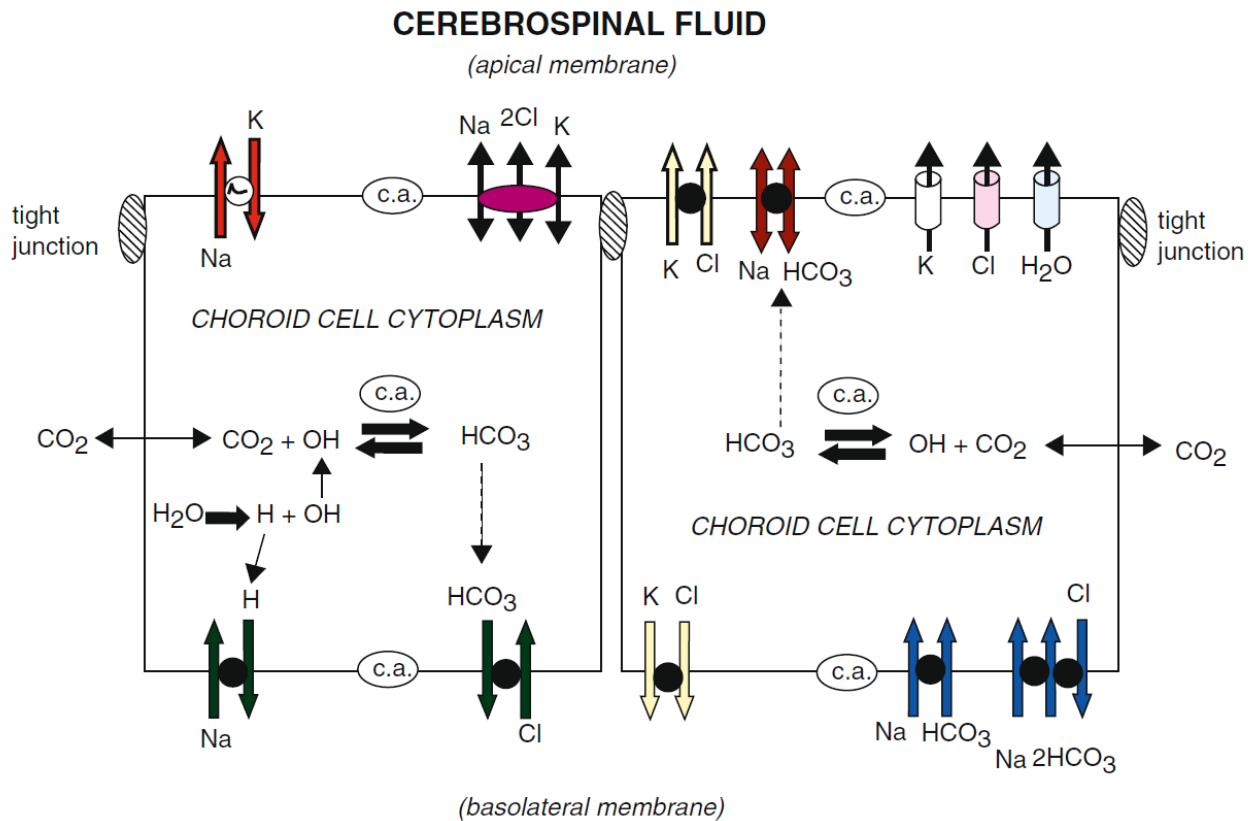 CEREBROSPINAL FLUID
(apical membrane)
K
Na 2Cl K
c.a.
c.a.
tight
junction
tight
junction
Na
K Cl
Na HCO3
K Cl H2O
CHOROID CELL CYTOPLASM
c.a.
c.a.
CO2
CO2 + OH
HCO3
HCO3
OH + CO2
CO2
H2O
H + OH
CHOROID CELL CYTOPLASM
H
HCO3
K Cl
Cl
c.a.
c.a.
Na
Cl
Na HCO3
Na 2HCO3
(basolateral membrane)